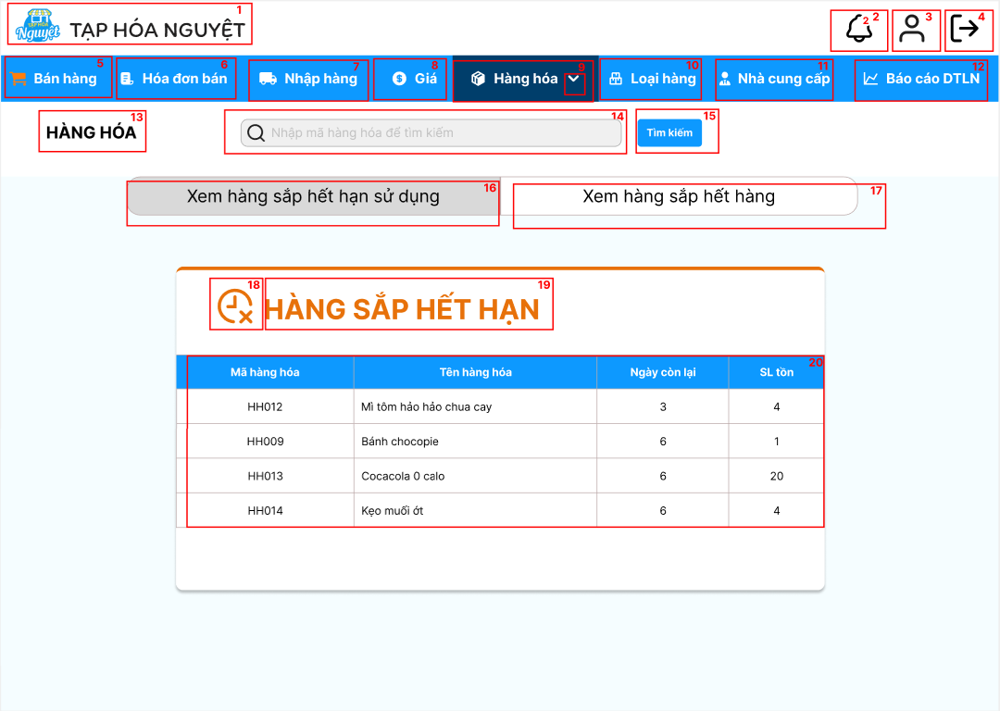 1
TẠP HÓA
Nguyệt
TẠP HÓA NGUYỆT
2
2
3
4
5
Bán hàng
6
Hóa đơn bán
7
Nhập hàng
8
Giá
9
Hàng hóa
10
Loại hàng
11
Nhà cung cấp
12
Báo cáo DTLN
13
HÀNG HÓA
14
Nhập mã hàng hóa để tìm kiếm
15
Tìm kiếm
16
Xem hàng sắp hết hạn sử dụng
17
Xem hàng sắp hết hàng
18
19
HÀNG SẮP HẾT HẠN
20
Mã hàng hóa Tên hàng hóa Ngày còn lại SL tồn
HH012 Mì tôm hảo hảo chua cay 3 4
HH009 Bánh chocopie 6 1
HH013 Cocacola 0 calo 6 20
HH014 Kẹo muối ớt 6 4